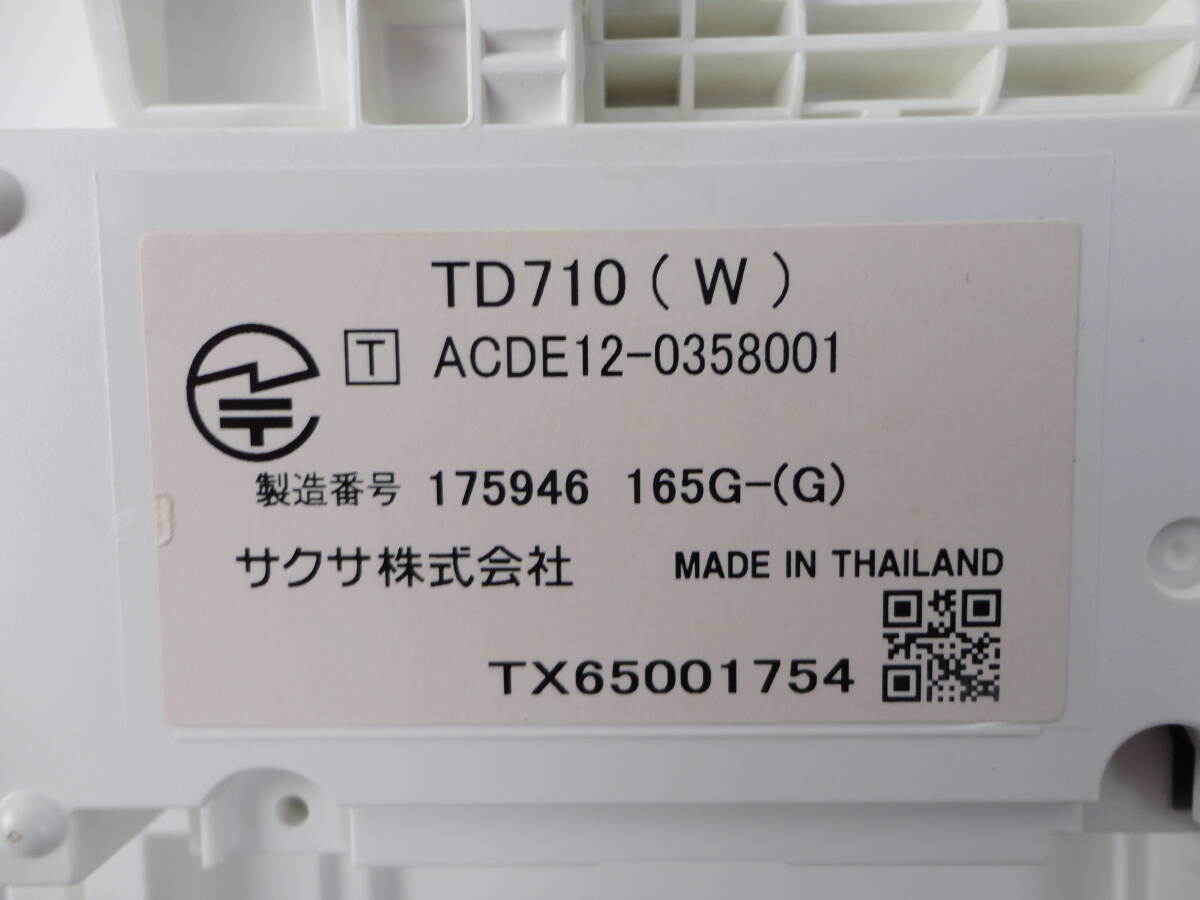 TD710 ( W )
T ACDE12-0358001
製造番号 175946 165G-(G)
サクサ株式会社 MADE IN THAILAND
TX65001754